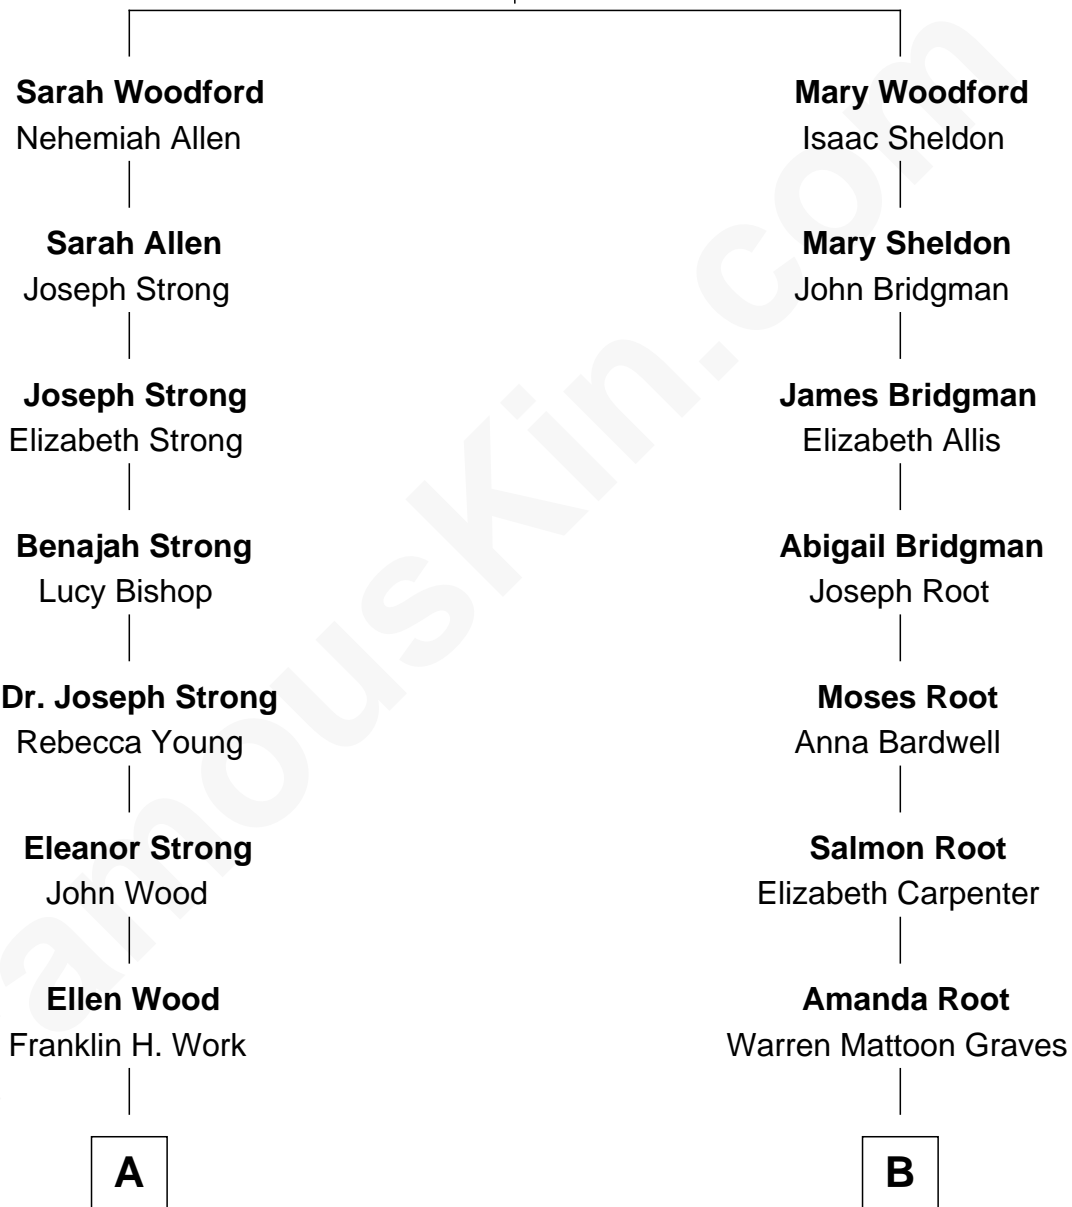 Sarah Woodford
Nehemiah Allen
Mary Woodford
Isaac Sheldon
Sarah Allen
Joseph Strong
Mary Sheldon
John Bridgman
Joseph Strong
Elizabeth Strong
James Bridgman
Elizabeth Allis
Benajah Strong
Lucy Bishop
Abigail Bridgman
Joseph Root
Dr. Joseph Strong
Rebecca Young
Moses Root
Anna Bardwell
Eleanor Strong
John Wood
Salmon Root
Elizabeth Carpenter
Ellen Wood
Franklin H. Work
Amanda Root
Warren Mattoon Graves
A
B
amouskin.com